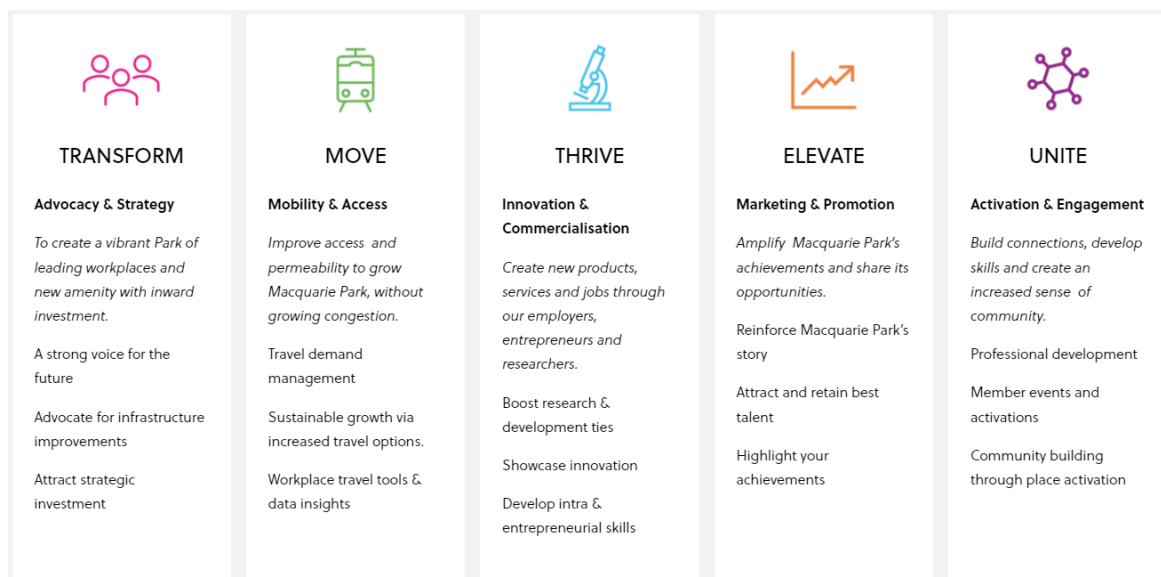 TRANSFORM
Advocacy & Strategy
To create a vibrant Park of
leading workplaces and
new amenity with inward
investment.
A strong voice for the
future
Advocate for infrastructure
improvements
Attract strategic
investment
MOVE
Mobility & Access
Improve access  and
permeability to grow
Macquarie Park, without
growing congestion.
Travel demand
management
Sustainable growth via
increased travel options.
Workplace travel tools &
data insights
THRIVE
Innovation &
Commercialisation
Create new products,
services and jobs through
our employers,
entrepreneurs and
researchers.
Boost research &
development ties
Showcase innovation
Develop intra &
entrepreneurial skills
ELEVATE
Marketing & Promotion
Amplify  Macquarie Park’s
achievements and share its
opportunities.
Reinforce Macquarie Park’s
story
Attract and retain best
talent
Highlight your
achievements
UNITE
Activation & Engagement
Build connections, develop
skills and create an
increased sense  of
community.
Professional development
Member events and
activations
Community building
through place activation